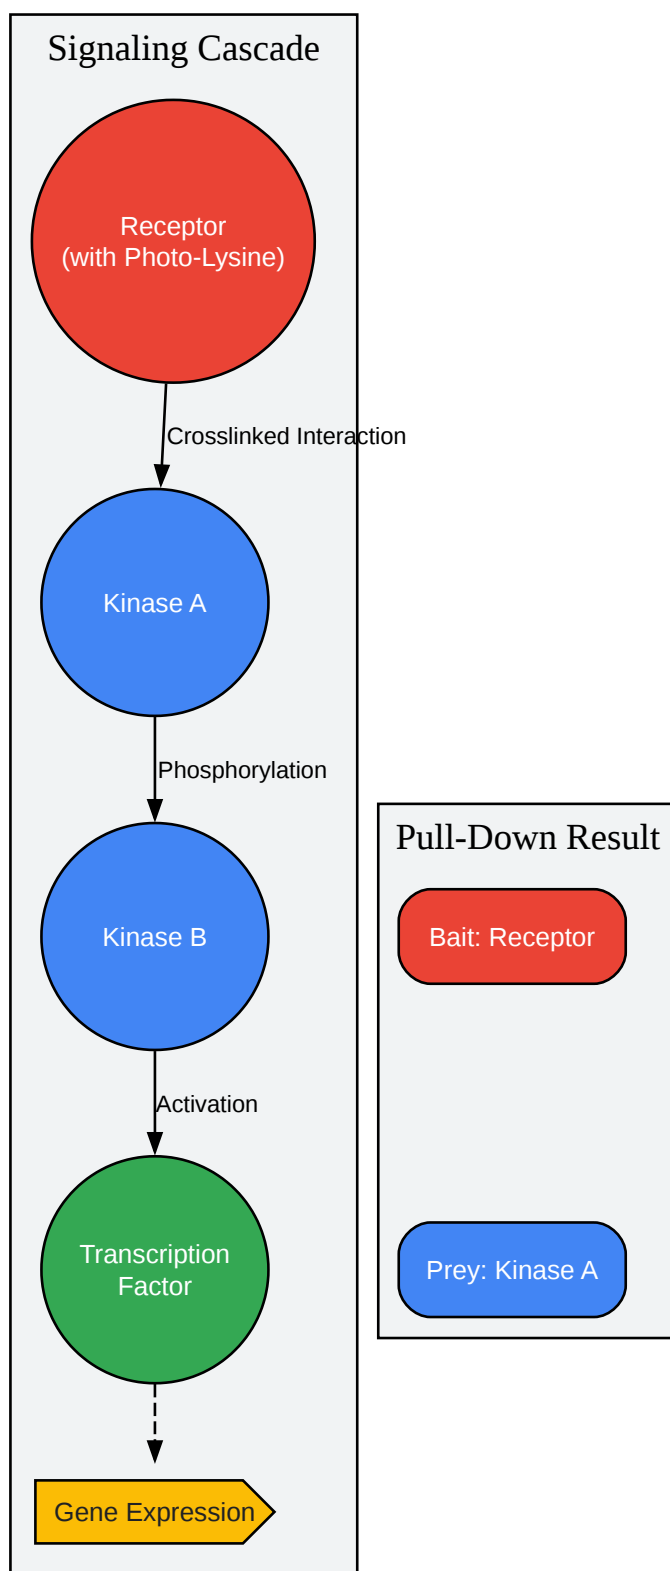 Signaling Cascade
Receptor
(with Photo-Lysine)
Crosslinked Interaction
Kinase A
Phosphorylation
Kinase B
Activation
Transcription
Factor
Gene Expression
Pull-Down Result
Bait: Receptor
Prey: Kinase A